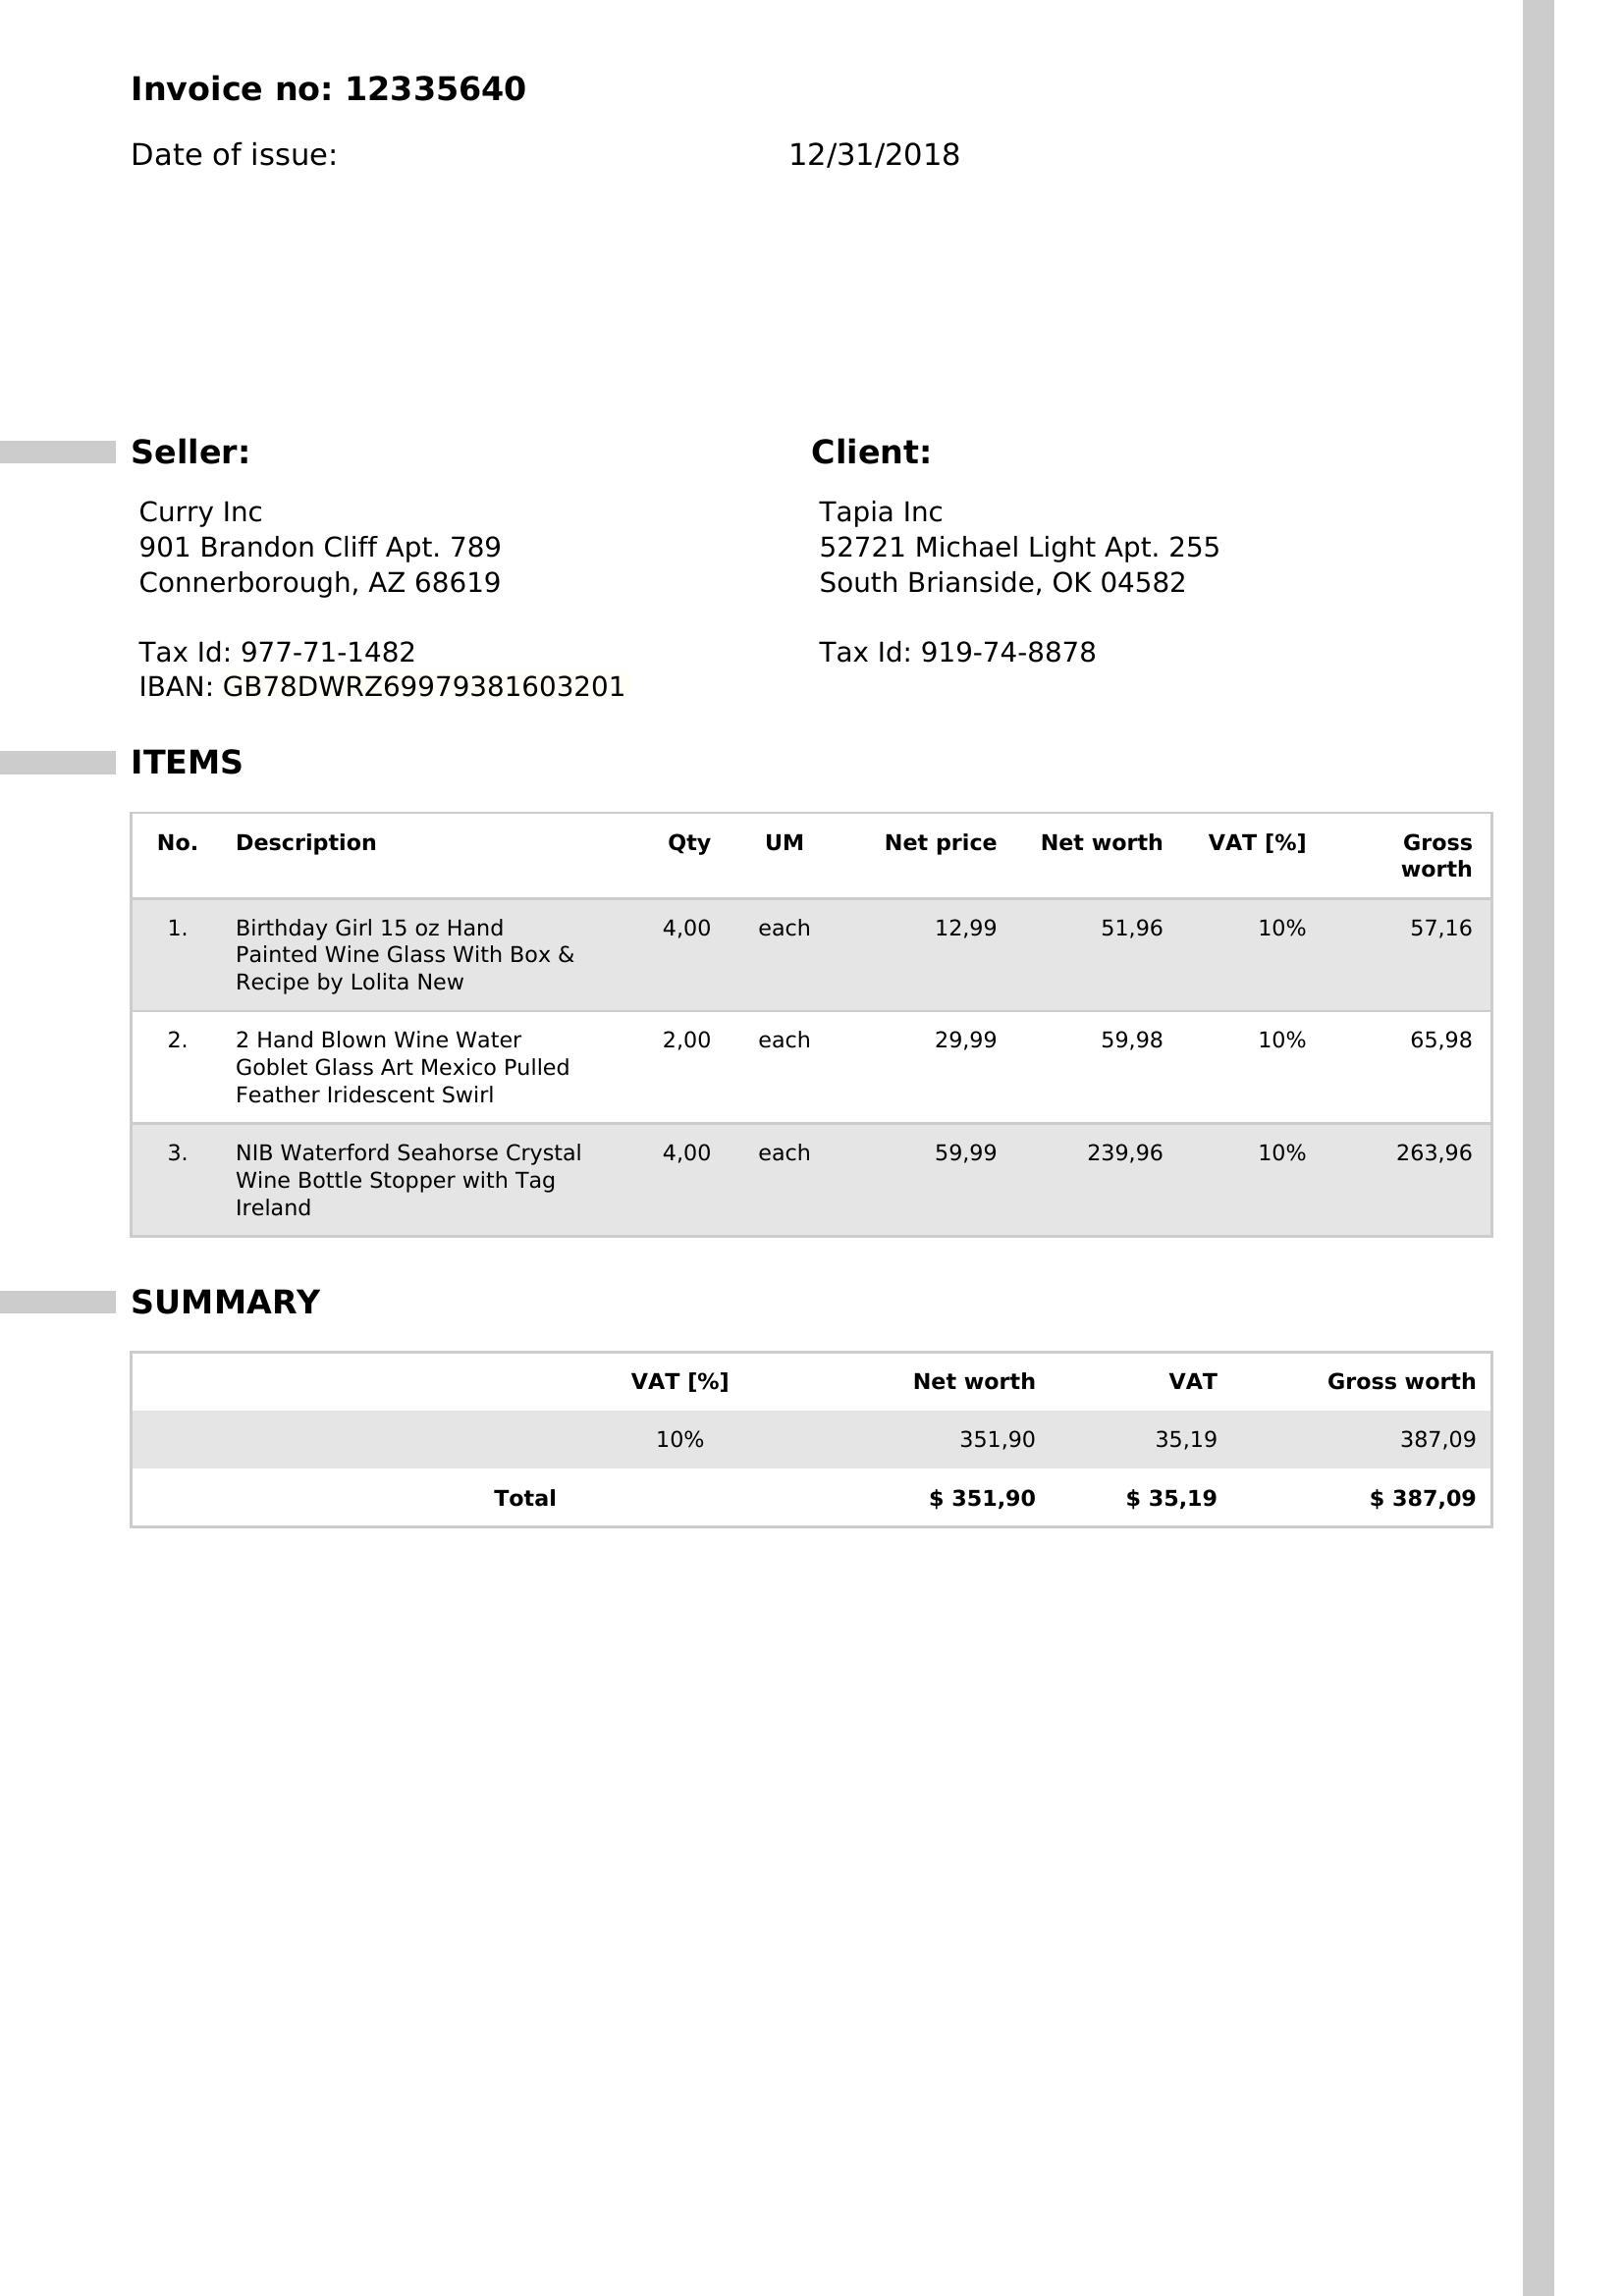 Invoice no: 12335640
Date of issue: 12/31/2018
Seller:
Curry Inc
901 Brandon Cliff Apt. 789
Connerborough, AZ 68619
Tax Id: 977-71-1482
IBAN: GB78DWRZ69979381603201
Client:
Tapia Inc
52721 Michael Light Apt. 255
South Brianside, OK 04582
Tax Id: 919-74-8878
ITEMS
No. Description Qty UM Net price Net worth VAT [%] Gross
worth
1. Birthday Girl 15 oz Hand 4,00 each 12,99 51,96 10% 57,16
Painted Wine Glass With Box &
Recipe by Lolita New
2. 2 Hand Blown Wine Water 2,00 each 29,99 59,98 10% 65,98
Goblet Glass Art Mexico Pulled
Feather Iridescent Swirl
3. NIB Waterford Seahorse Crystal 4,00 each 59,99 239,96 10% 263,96
Wine Bottle Stopper with Tag
Ireland
SUMMARY
VAT [%] Net worth VAT Gross worth
10% 351,90 35,19 387,09
Total $ 351,90 $ 35,19 $ 387,09